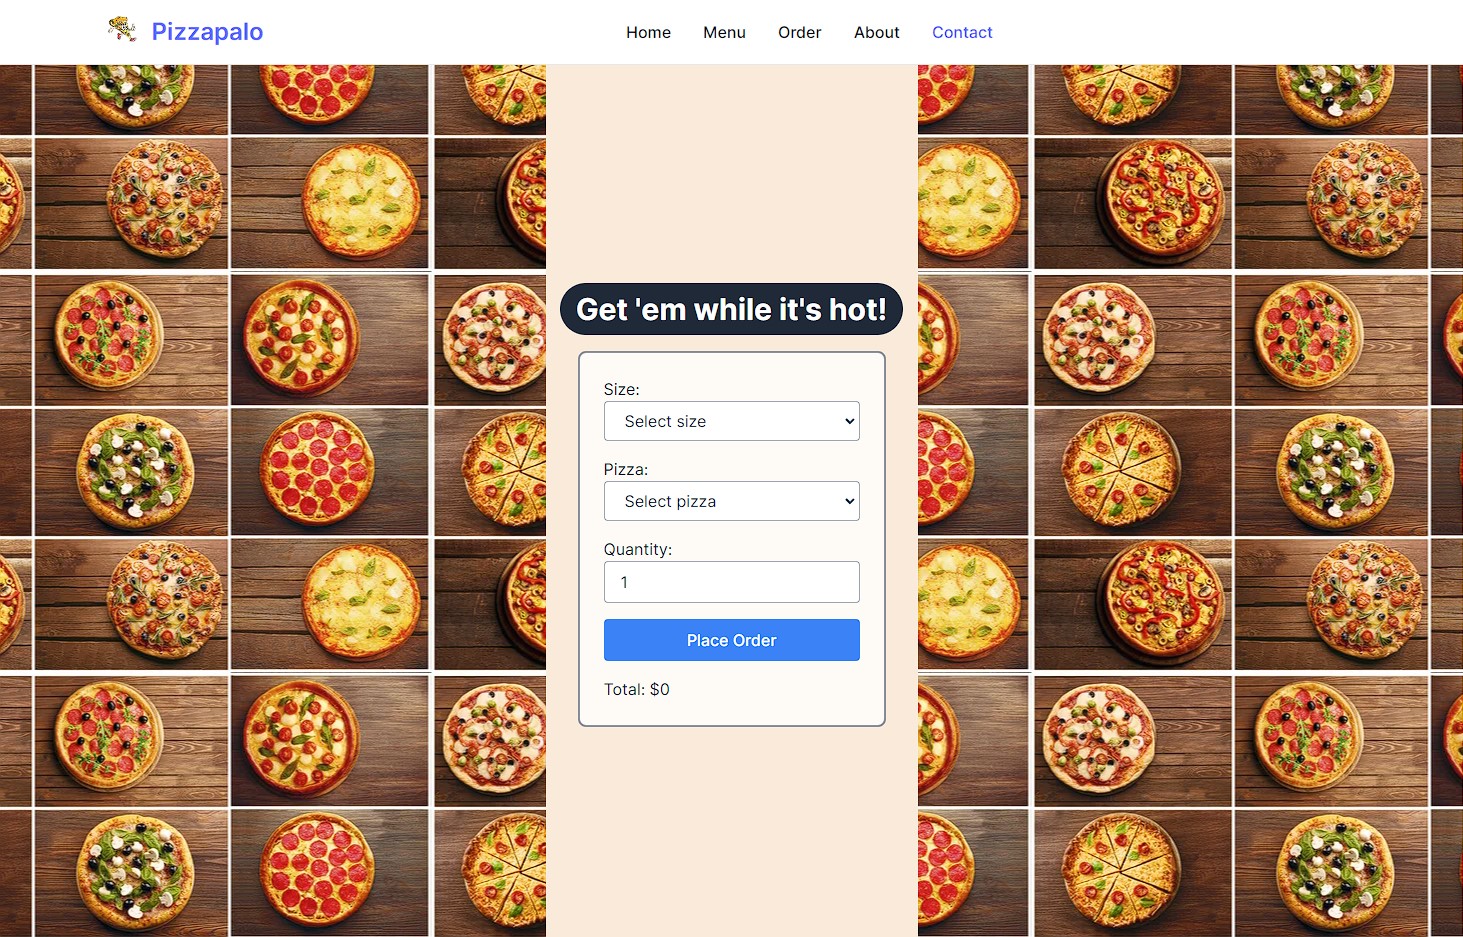 Pizzapalo
Home Menu Order About Contact
Get 'em while it's hot!
Size:
Select size
Pizza:
Select pizza
Quantity:
1
Place Order
Total: $0